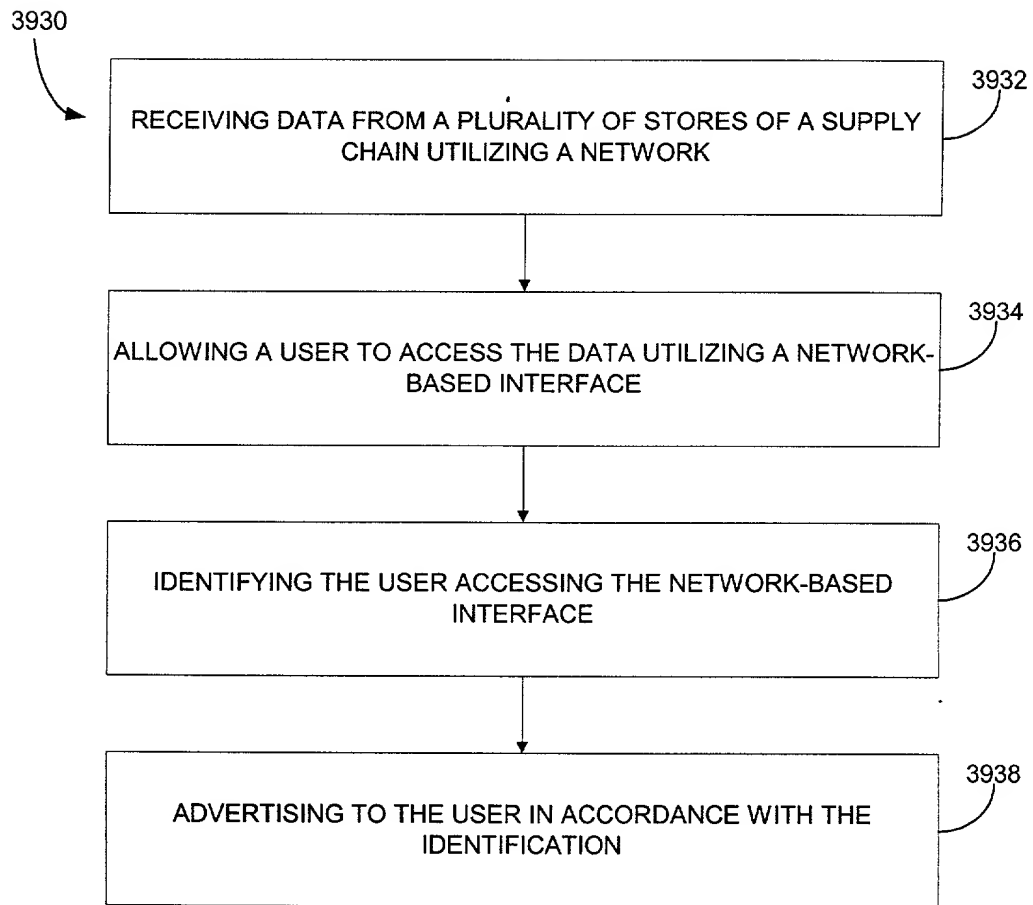 3930
3932
RECEIVING DATA FROM A PLURALITY OF STORES OF A SUPPLY
CHAIN UTILIZING A NETWORK
3934
ALLOWING A USER TO ACCESS THE DATA UTILIZING A NETWORK-
BASED INTERFACE
3936
IDENTIFYING THE USER ACCESSING THE NETWORK-BASED
INTERFACE
3938
ADVERTISING TO THE USER IN ACCORDANCE WITH THE
IDENTIFICATION